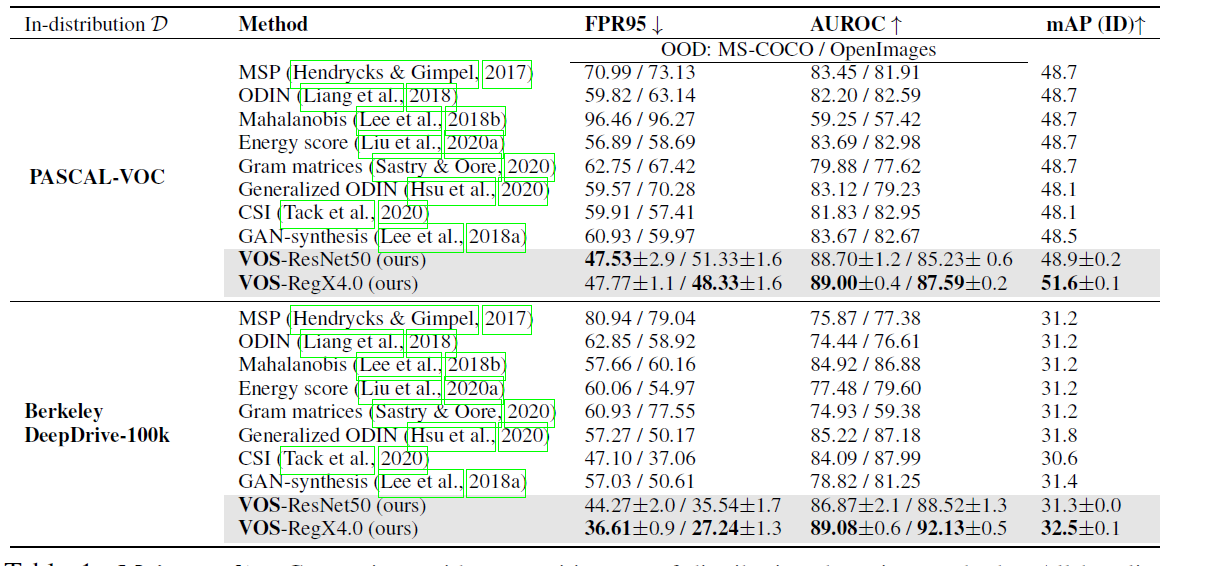 In-distribution 𝒟 Method FPR95 ↓ AUROC ↑ mAP (ID)↑
OOD: MS-COCO / OpenImages
MSP (Hendrycks & Gimpel, 2017) 70.99 / 73.13 83.45 / 81.91 48.7
ODIN (Liang et al., 2018) 59.82 / 63.14 82.20 / 82.59 48.7
Mahalanobis (Lee et al., 2018b) 96.46 / 96.27 59.25 / 57.42 48.7
Energy score (Liu et al., 2020a) 56.89 / 58.69 83.69 / 82.98 48.7
Gram matrices (Sastry & Oore, 2020) 62.75 / 67.42 79.88 / 77.62 48.7
PASCAL-VOC
Generalized ODIN (Hsu et al., 2020) 59.57 / 70.28 83.12 / 79.23 48.1
CSI (Tack et al., 2020) 59.91 / 57.41 81.83 / 82.95 48.1
GAN-synthesis (Lee et al., 2018a) 60.93 / 59.97 83.67 / 82.67 48.5
VOS-ResNet50 (ours) 47.53±2.9 / 51.33±1.6 88.70±1.2 / 85.23± 0.6 48.9±0.2
VOS-RegX4.0 (ours) 47.77±1.1 / 48.33±1.6 89.00±0.4 / 87.59±0.2 51.6±0.1
MSP (Hendrycks & Gimpel, 2017) 80.94 / 79.04 75.87 / 77.38 31.2
ODIN (Liang et al., 2018) 62.85 / 58.92 74.44 / 76.61 31.2
Mahalanobis (Lee et al., 2018b) 57.66 / 60.16 84.92 / 86.88 31.2
Energy score (Liu et al., 2020a) 60.06 / 54.97 77.48 / 79.60 31.2
Berkeley Gram matrices (Sastry & Oore, 2020) 60.93 / 77.55 74.93 / 59.38 31.2
DeepDrive-100k Generalized ODIN (Hsu et al., 2020) 57.27 / 50.17 85.22 / 87.18 31.8
CSI (Tack et al., 2020) 47.10 / 37.06 84.09 / 87.99 30.6
GAN-synthesis (Lee et al., 2018a) 57.03 / 50.61 78.82 / 81.25 31.4
VOS-ResNet50 (ours) 44.27±2.0 / 35.54±1.7 86.87±2.1 / 88.52±1.3 31.3±0.0
VOS-RegX4.0 (ours) 36.61±0.9 / 27.24±1.3 89.08±0.6 / 92.13±0.5 32.5±0.1